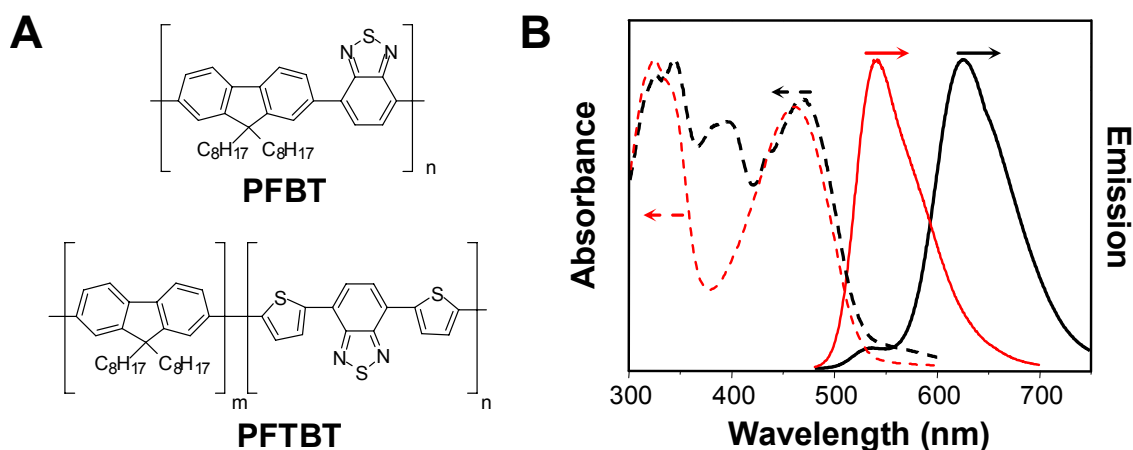 A
S
N N
C8H17 C8H17
n
PFBT
S
S
C8H17 C8H17
N N
S
m
n
PFTBT
B
Absorbance
Emission
300 400 500 600 700
Wavelength (nm)